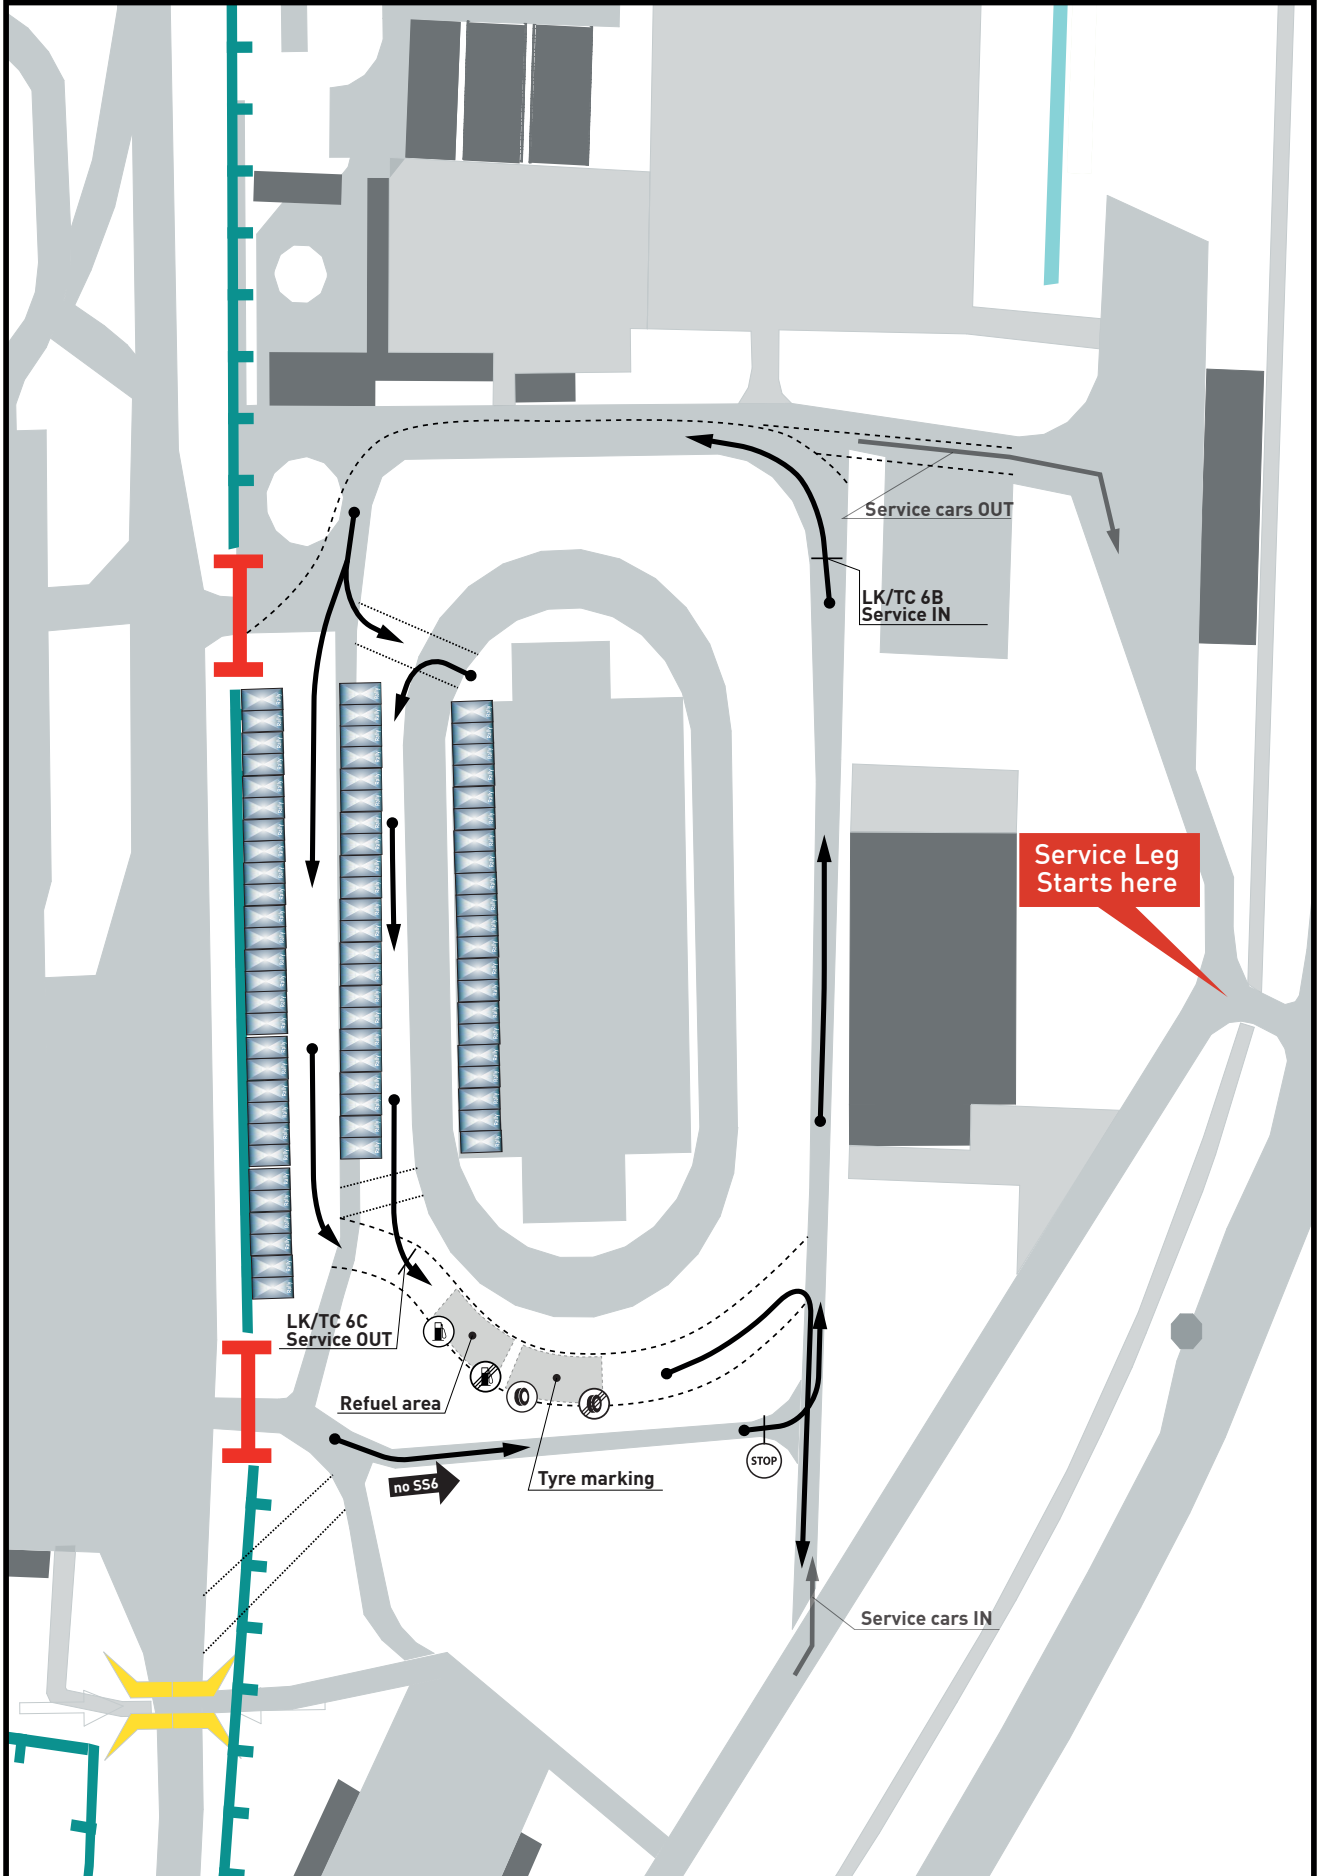 Service cars OUT
LK/TC 6B
Service IN
Service Leg
Starts here
LK/TC 6C
Service OUT
Refuel area
no SS6
Tyre marking
STOP
Service cars IN